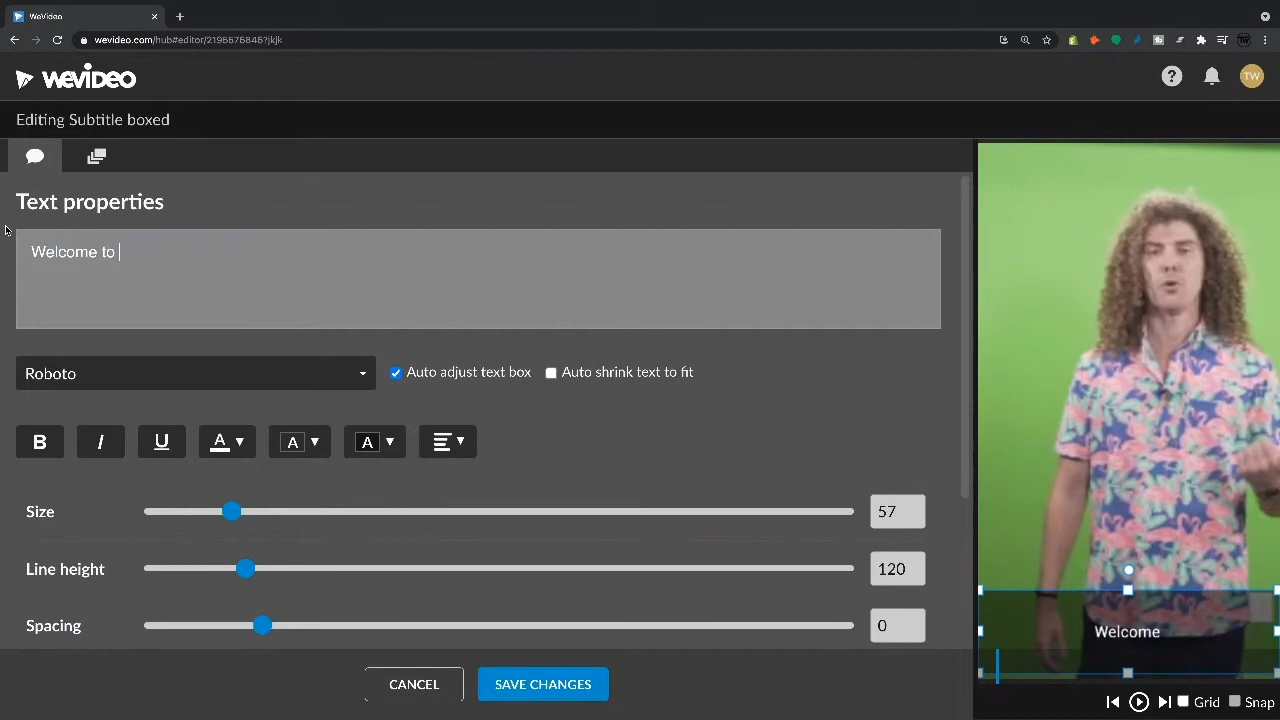 WeVideo
wevideo.com/hub#editor/2196576846?jkjk
TW
WEVIDEO
?
TW
Editing Subtitle boxed
Text properties
Welcome to
Roboto
Auto adjust text box
Auto shrink text to fit
B I U A A A
Size
57
Line height
120
Spacing
0
Welcome
CANCEL
SAVE CHANGES
Grid
Snap